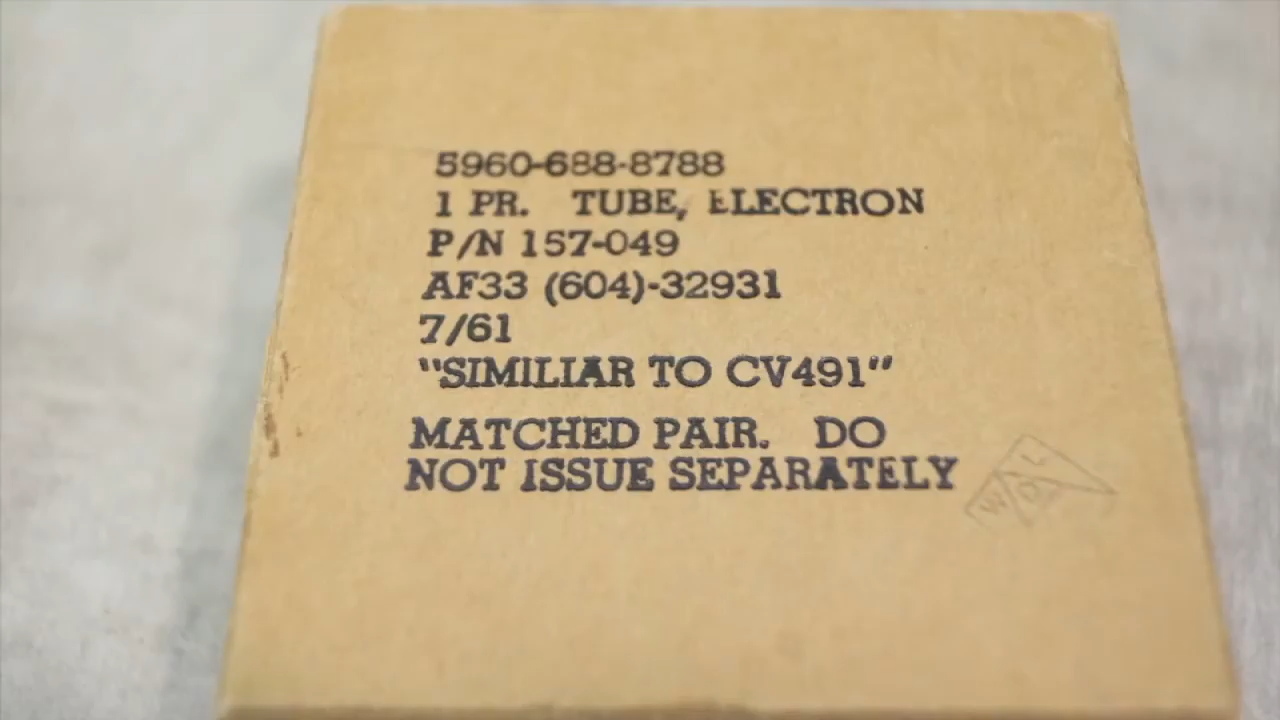 5960-688-8788
1 PR. TUBE, ELECTRON
P/N 157-049
AF33 (604)-32931
7/61
"SIMILIAR TO CV491"
MATCHED PAIR. DO
NOT ISSUE SEPARATELY